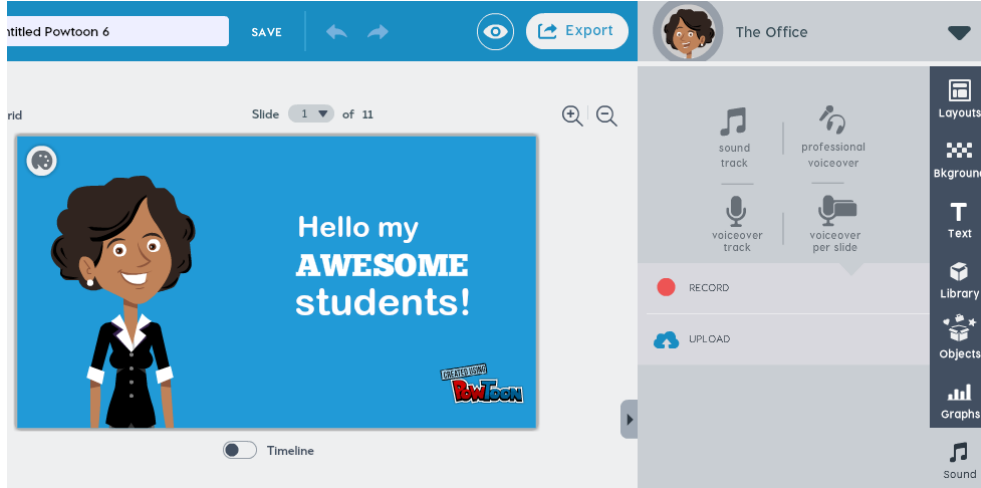 ntitled Powtoon 6
SAVE
Export
The Office
rid
Slide 1 of 11
Hello my
AWESOME
students!
CREATED USING
POWTOON
Timeline
sound
track
professional
voiceover
voiceover
track
voiceover
per slide
RECORD
UPLOAD
Layouts
Bkground
Text
Library
Objects
Graphs
Sound